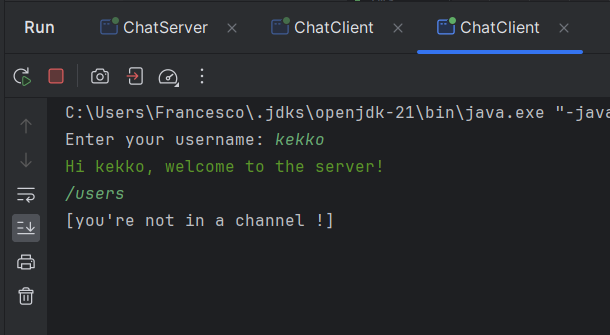 Run ChatServer ChatClient ChatClient
C:\Users\Francesco\.jdks\openjdk-21\bin\java.exe "-java
Enter your username: kekko
Hi kekko, welcome to the server!
/users
[you're not in a channel !]